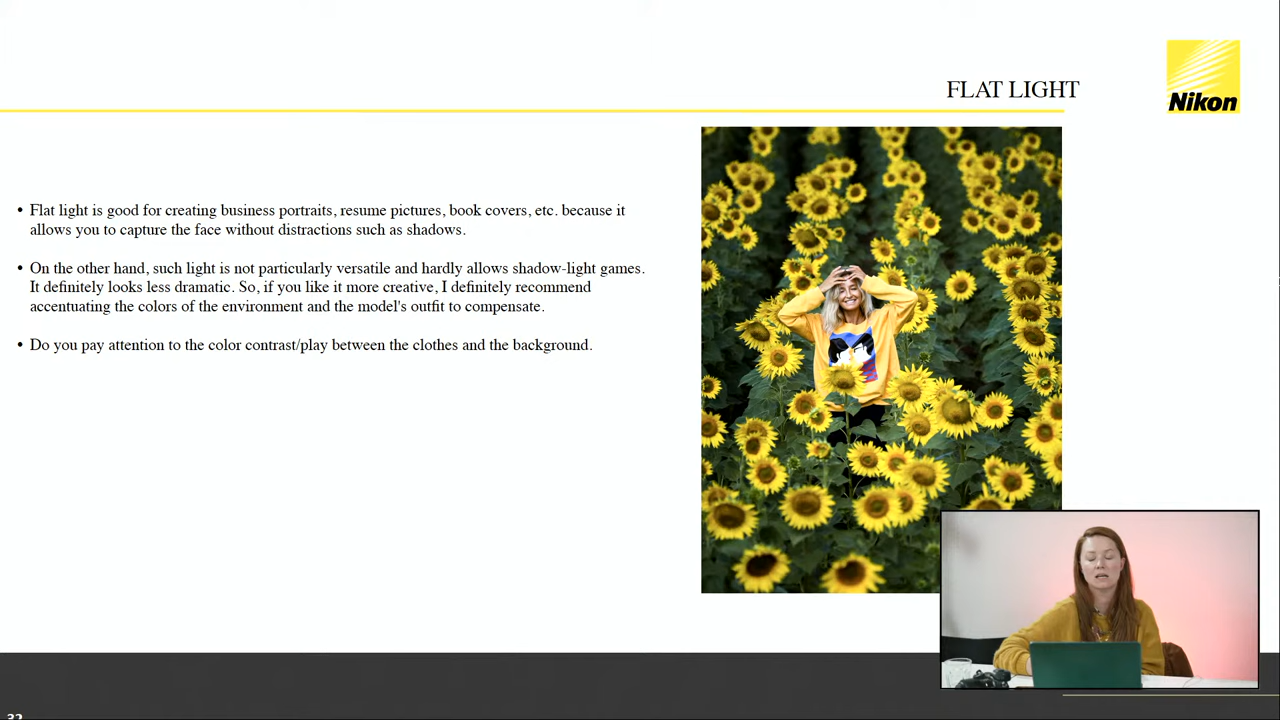 FLAT LIGHT
Nikon
• Flat light is good for creating business portraits, resume pictures, book covers, etc. because it
allows you to capture the face without distractions such as shadows.
• On the other hand, such light is not particularly versatile and hardly allows shadow-light games.
It definitely looks less dramatic. So, if you like it more creative, I definitely recommend
accentuating the colors of the environment and the model's outfit to compensate.
• Do you pay attention to the color contrast/play between the clothes and the background.
32